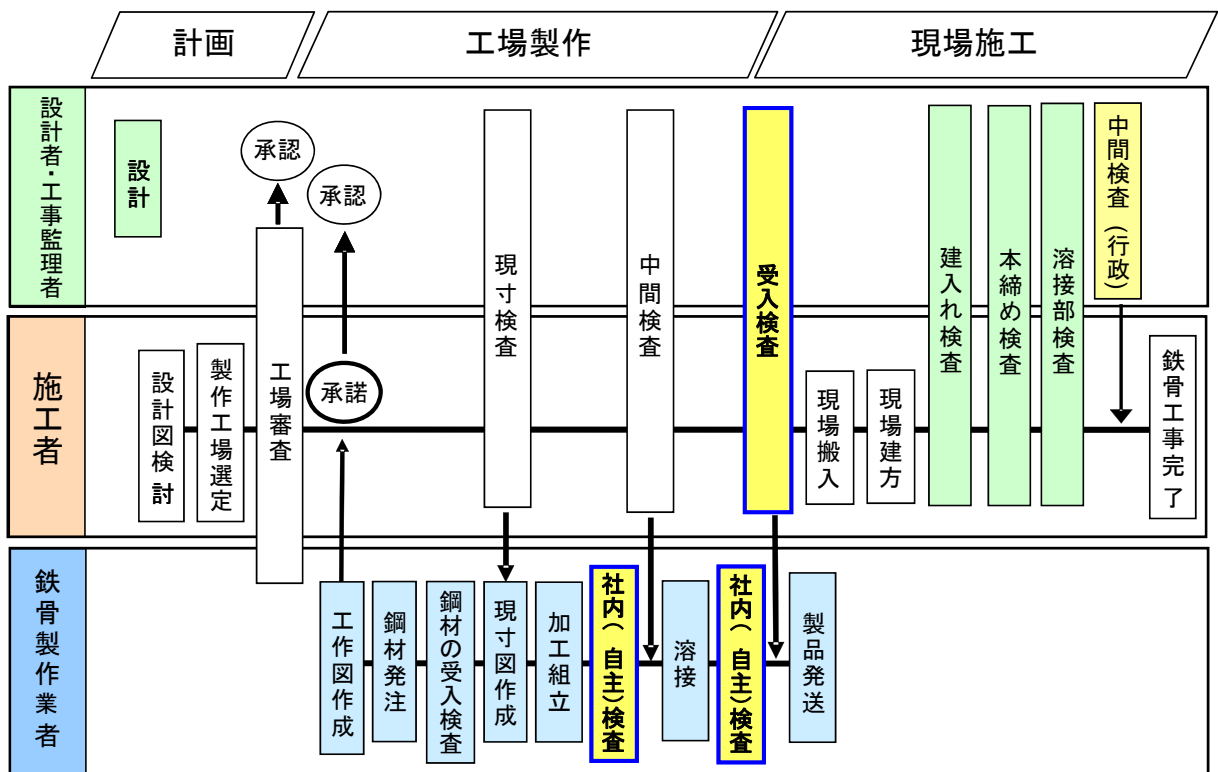 計画
工場製作
現場施工
設計者・工事監理者
設計
承認
承認
現寸検査
中間検査
受入検査
建入れ検査
本締め検査
溶接部検査
中間検査(行政)
施工者
設計図検討
製作工場選定
工場審査
承諾
現場搬入
現場建方
鉄骨工事完了
鉄骨製作業者
工作図作成
鋼材発注
鋼材の受入検査
現寸図作成
加工組立
社内(自主)検査
溶接
社内(自主)検査
製品発送